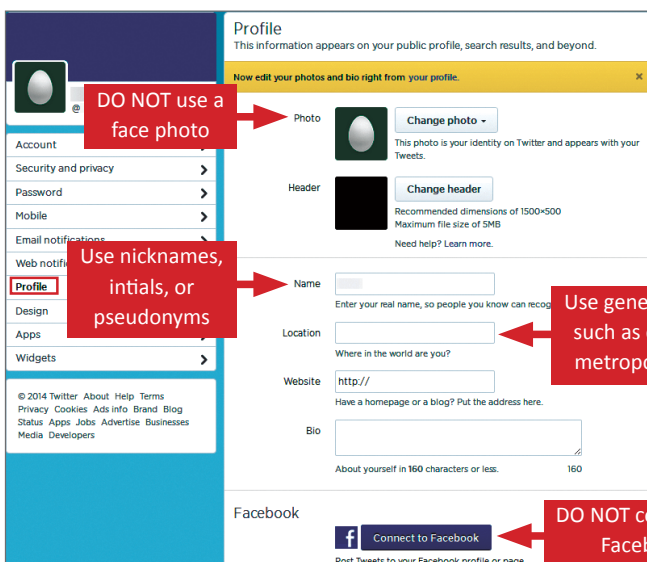 Profile
This information appears on your public profile, search results, and beyond.
Now edit your photos and bio right from your profile. ×
@
DO NOT use a
face photo
Photo
Change photo
This photo is your identity on Twitter and appears with your
Tweets.
Account
Security and privacy
Password
Mobile
Email notifications
Web
Profile
Design
Apps
Widgets
Header
Change header
Recommended dimensions of 1500×500
Maximum file size of 5MB
Need help? Learn more.
Use nicknames,
intials, or
pseudonyms
Name
Enter your real name, so people you know can
Use
such as
Location
Where in the world are you?
Website
http://
Have a homepage or a blog? Put the address here.
Bio
About yourself in 160 characters or less. 160
© 2014 Twitter About Help Terms
Privacy Cookies Ads info Brand Blog
Status Apps Jobs Advertise Businesses
Media Developers
Facebook
f Connect to Facebook
DO NOT
Post Tweets to your Facebook profile or page